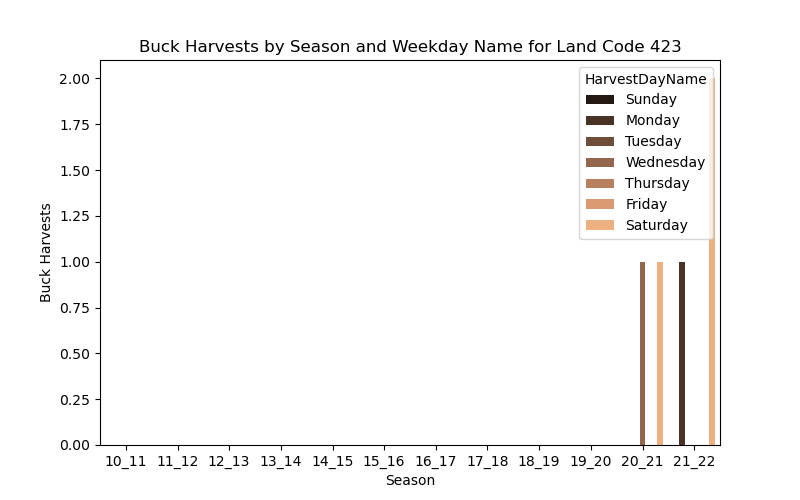 Buck Harvests by Season and Weekday Name for Land Code 423
HarvestDayName
Sunday
Monday
Tuesday
Wednesday
Thursday
Friday
Saturday
Buck Harvests
2.00
1.75
1.50
1.25
1.00
0.75
0.50
0.25
0.00
10_11 11_12 12_13 13_14 14_15 15_16 16_17 17_18 18_19 19_20 20_21 21_22
Season